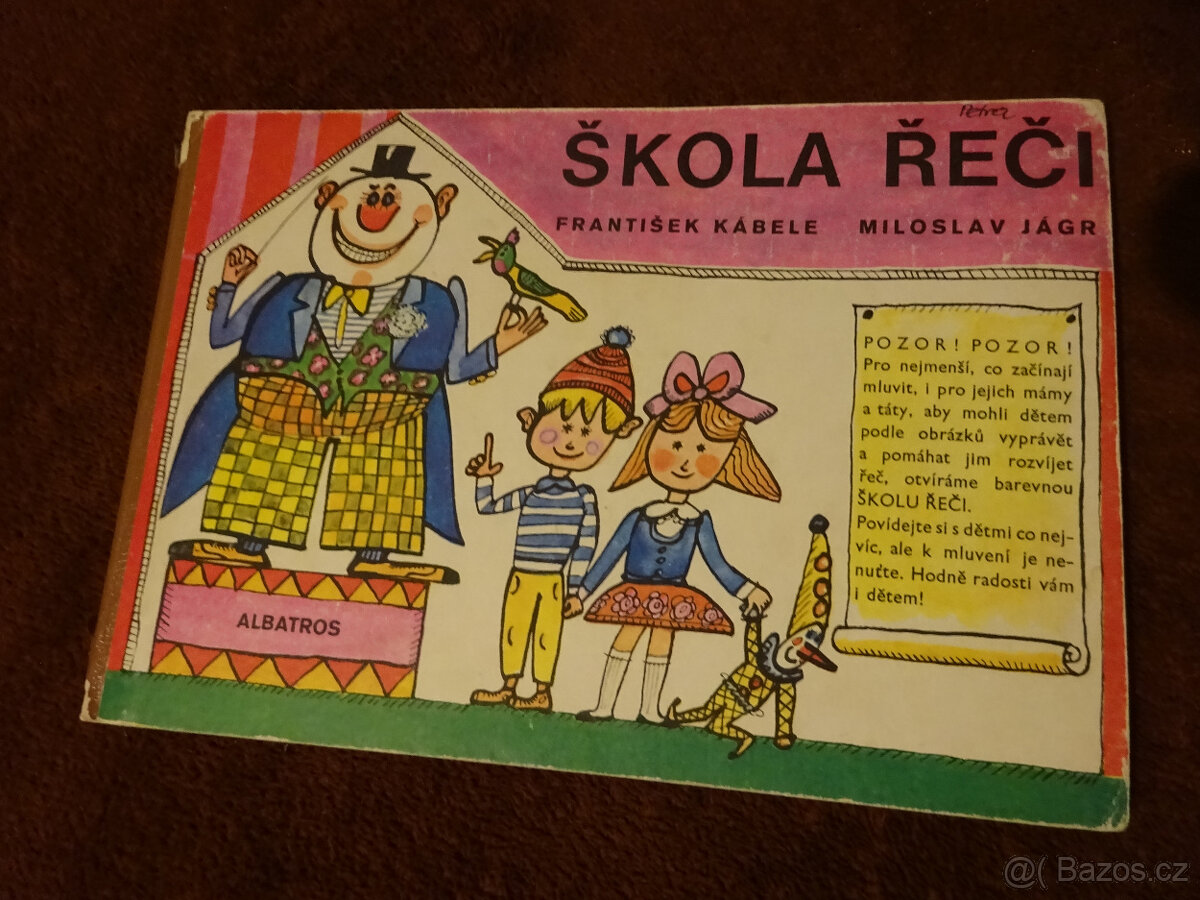 ŠKOLA ŘEČI
FRANTIŠEK KÁBELE MILOSLAV JÁGR
POZOR! POZOR!
Pro nejmenší, co začínají
mluvit, i pro jejich mámy
a táty, aby mohli dětem
podle obrázků vyprávět
a pomáhat jim rozvíjet
řeč, otvíráme barevnou
ŠKOLU ŘEČI.
Povídejte si s dětmi co nej-
víc, ale k mluvení je ne-
nuťte. Hodně radosti vám
i dětem!
ALBATROS
@( Bazos.cz